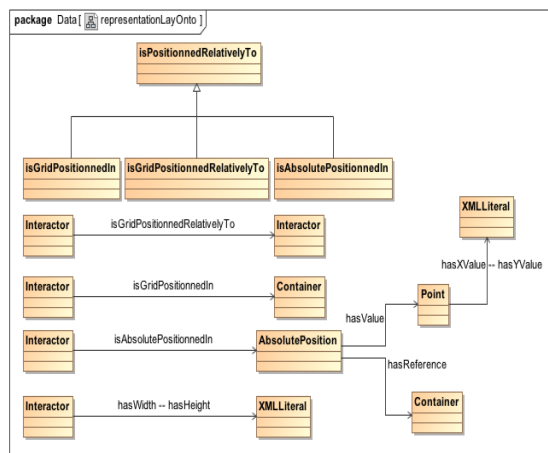 package Data [ representationLayOnto ]
isPositionnedRelativelyTo
isGridPositionnedIn isGridPositionnedRelativelyTo isAbsolutePositionnedIn
XMLLiteral
Interactor isGridPositionnedRelativelyTo Interactor
hasXValue -- hasYValue
Interactor isGridPositionnedIn Container Point
hasValue
Interactor isAbsolutePositionnedIn AbsolutePosition
hasReference
Interactor hasWidth -- hasHeight XMLLiteral Container